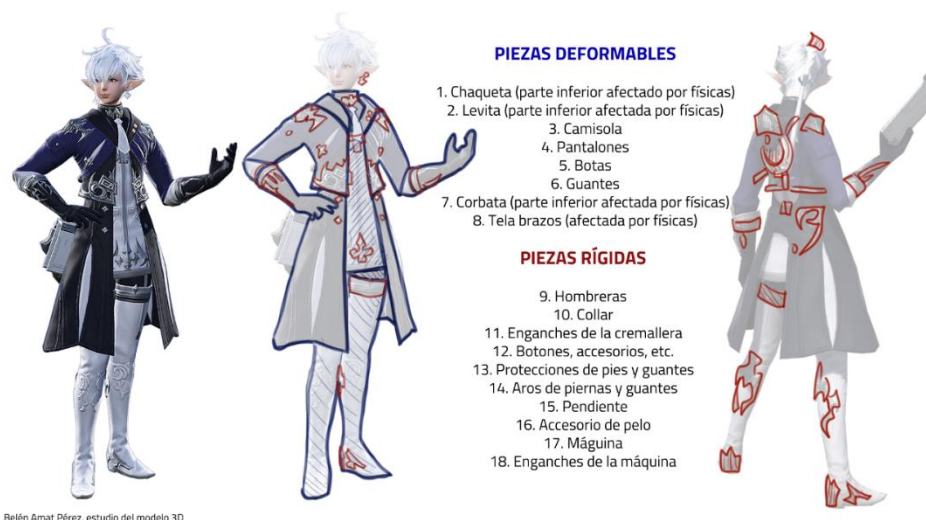 PIEZAS DEFORMABLES
1. Chaqueta (parte inferior afectado por físicas)
2. Levita (parte inferior afectada por físicas)
3. Camisola
4. Pantalones
5. Botas
6. Guantes
7. Corbata (parte inferior afectada por físicas)
8. Tela brazos (afectada por físicas)
PIEZAS RÍGIDAS
9. Hombreras
10. Collar
11. Enganches de la cremallera
12. Botones, accesorios, etc.
13. Protecciones de pies y guantes
14. Aros de piernas y guantes
15. Pendiente
16. Accesorio de pelo
17. Máguina
18. Enganches de la máquina
Belén Amat Pérez, estudio del modelo 3D